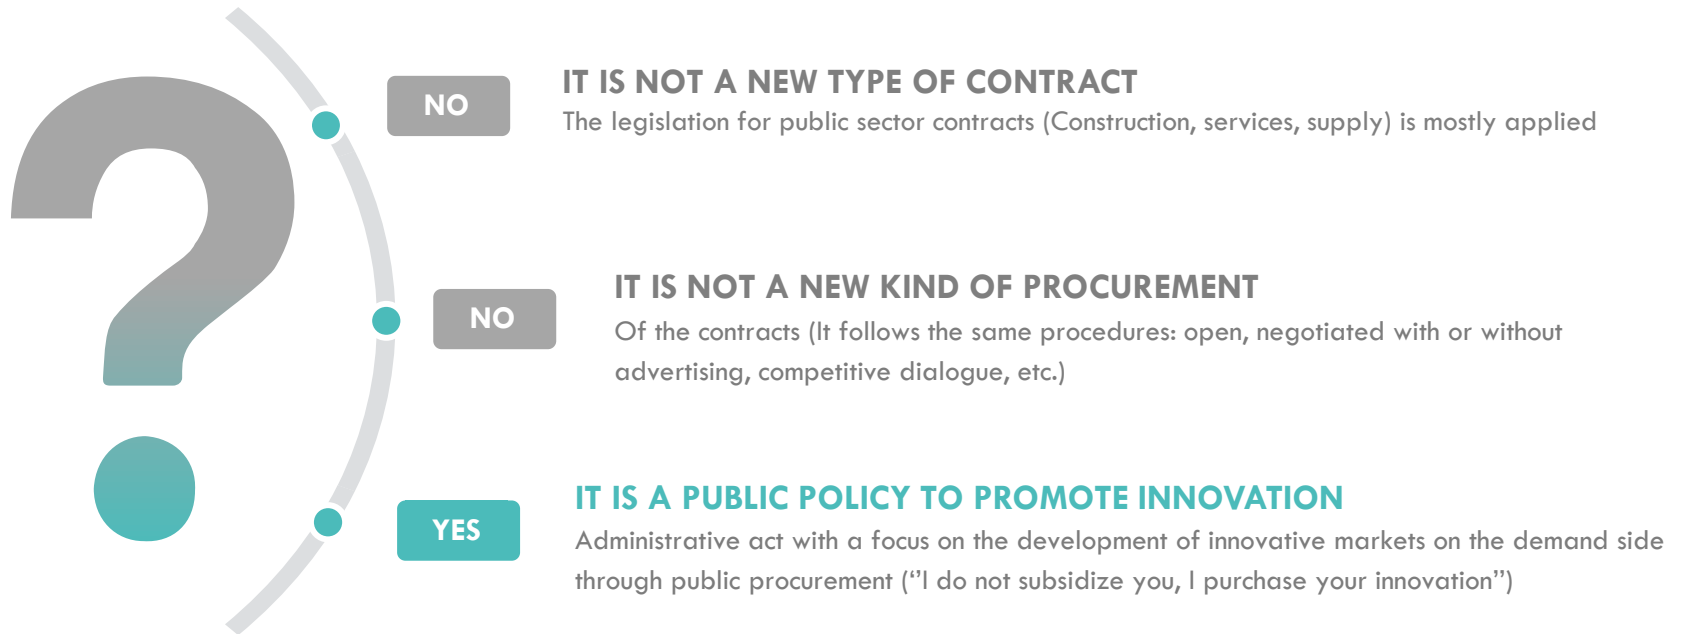 ?
NO
IT IS NOT A NEW TYPE OF CONTRACT
The legislation for public sector contracts (Construction, services, supply) is mostly applied
NO
IT IS NOT A NEW KIND OF PROCUREMENT
Of the contracts (It follows the same procedures: open, negotiated with or without
advertising, competitive dialogue, etc.)
YES
IT IS A PUBLIC POLICY TO PROMOTE INNOVATION
Administrative act with a focus on the development of innovative markets on the demand side
through public procurement (‘’I do not subsidize you, I purchase your innovation’’)